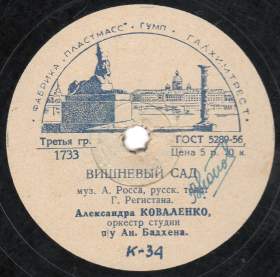 ФАБРИКА „ПЛАСТМАСС" • ГУМП • ГАЛХИМТРЕСТ
Третья гр. ГОСТ 5289-56
1733 Цена 5 р. 20 к.
ВИШНЕВЫЙ САД
муз. А. Росса, русск. текст
Г. Регистана.
Александра КОВАЛЕНКО,
оркестр студии
п/у Ан. Бадхена.
К-34